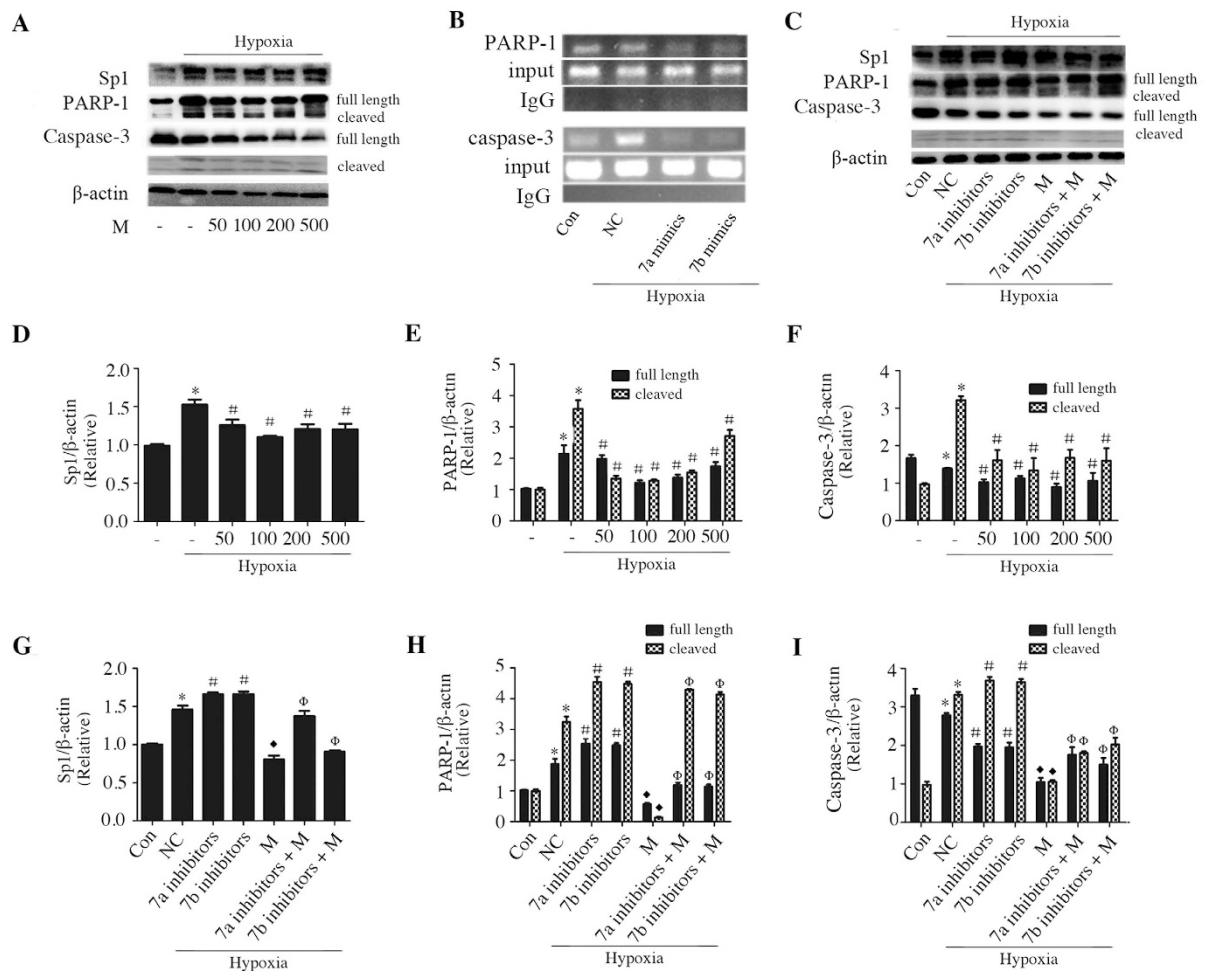 A
Hypoxia
Sp1
PARP-1
full length
cleaved
Caspase-3
full length
cleaved
β-actin
M - - 50 100 200 500
B
PARP-1
input
IgG
caspase-3
input
IgG
Con NC 7a mimics 7b mimics
Hypoxia
C
Hypoxia
Sp1
PARP-1
full length
cleaved
Caspase-3
full length
cleaved
β-actin
Con NC 7a inhibitors 7b inhibitors M 7a inhibitors + M 7b inhibitors + M
Hypoxia
D
Sp1/β-actin
(Relative)
2.0
1.5
1.0
0.5
0.0
* # # # #
- - 50 100 200 500
Hypoxia
E
PARP-1/β-actin
(Relative)
5
4
3
2
1
0
full length
cleaved
* * # # # # # # #
- - 50 100 200 500
Hypoxia
F
Caspase-3/β-actin
(Relative)
4
3
2
1
0
full length
cleaved
* * # # # # # # # #
- - 50 100 200 500
Hypoxia
G
Sp1/β-actin
(Relative)
2.0
1.5
1.0
0.5
0.0
* # # ◆ Φ Φ
Con NC 7a inhibitors 7b inhibitors M 7a inhibitors + M 7b inhibitors + M
Hypoxia
H
PARP-1/β-actin
(Relative)
5
4
3
2
1
0
full length
cleaved
* * # # # # ◆ ◆ Φ Φ Φ Φ
Con NC 7a inhibitors 7b inhibitors M 7a inhibitors + M 7b inhibitors + M
Hypoxia
I
Caspase-3/β-actin
(Relative)
4
3
2
1
0
full length
cleaved
* * # # # # ◆ ◆ Φ Φ Φ Φ
Con NC 7a inhibitors 7b inhibitors M 7a inhibitors + M 7b inhibitors + M
Hypoxia